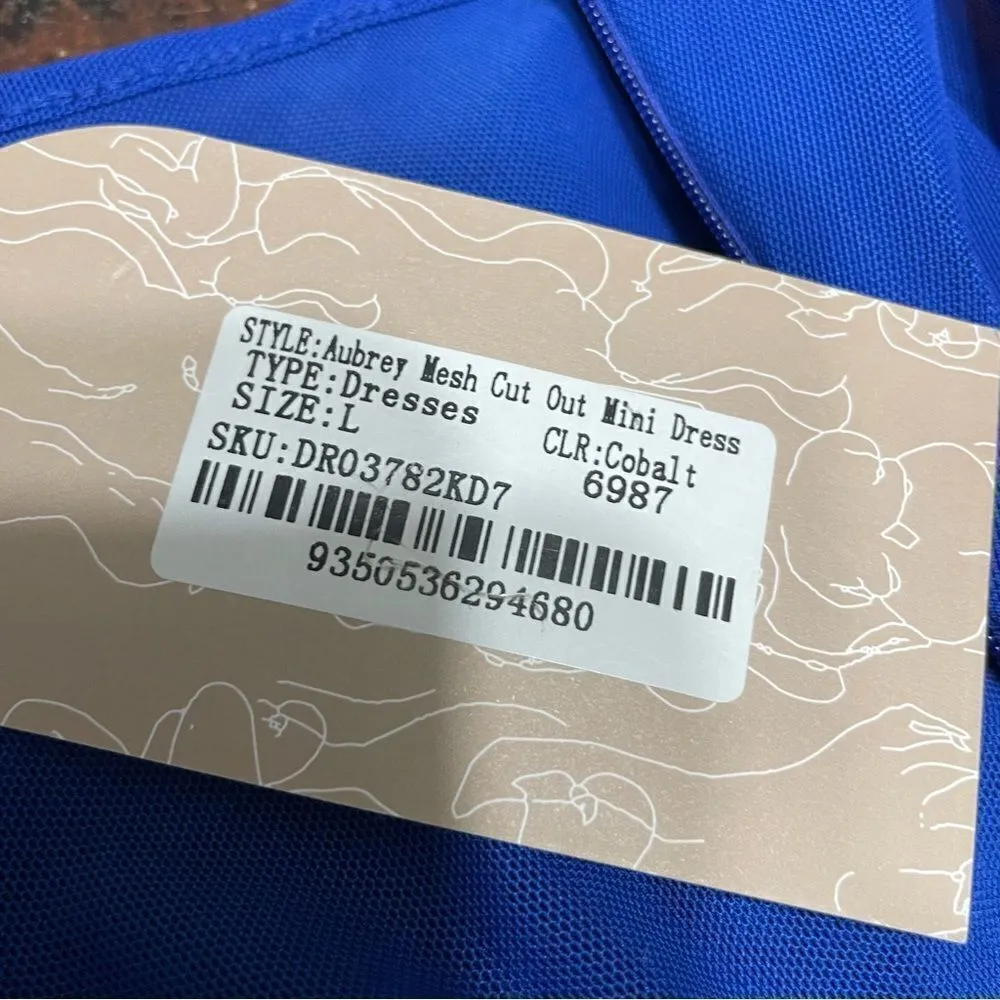 STYLE:Aubrey Mesh Cut Out Mini Dress
TYPE:Dresses
CLR:Cobalt
SIZE:L
6987
SKU:DR03782KD7
9350536294680